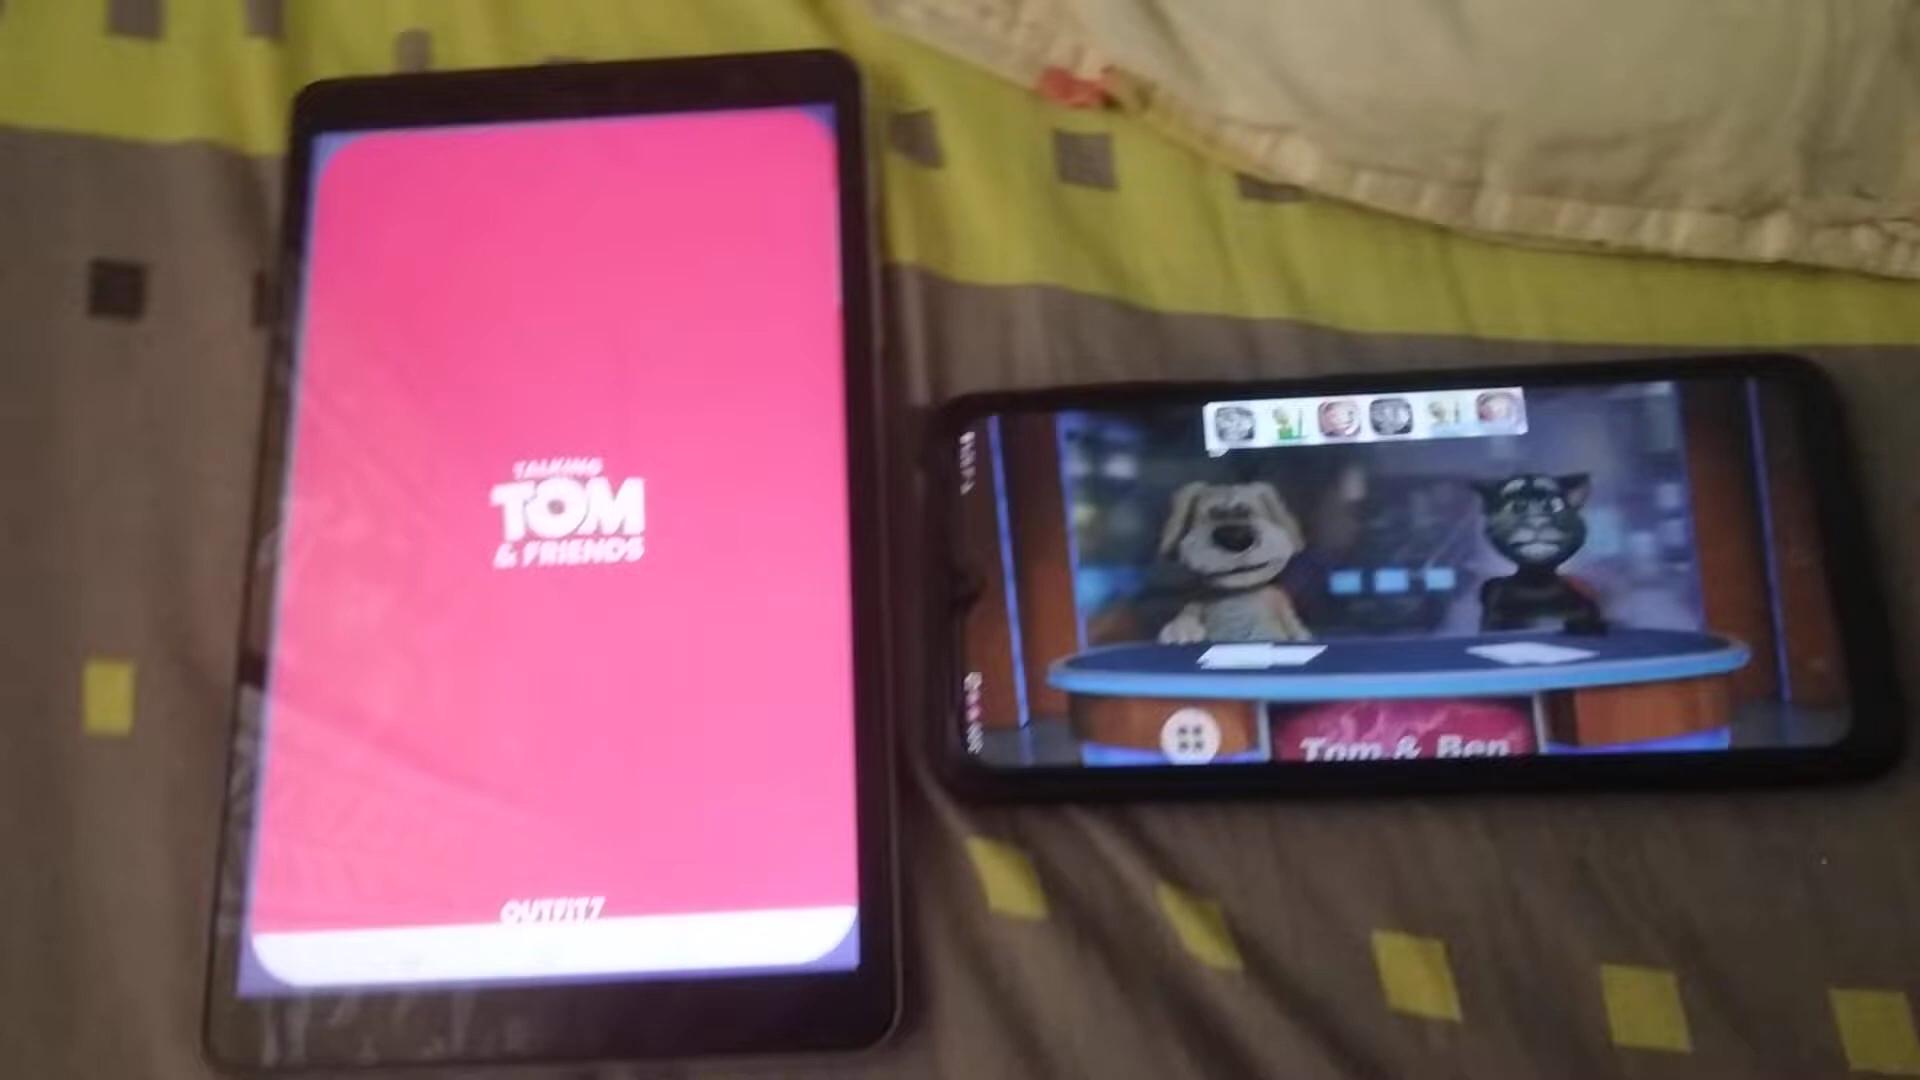 TALKING
TOM
& FRIENDS
OUTFIT7
Tom & Ben